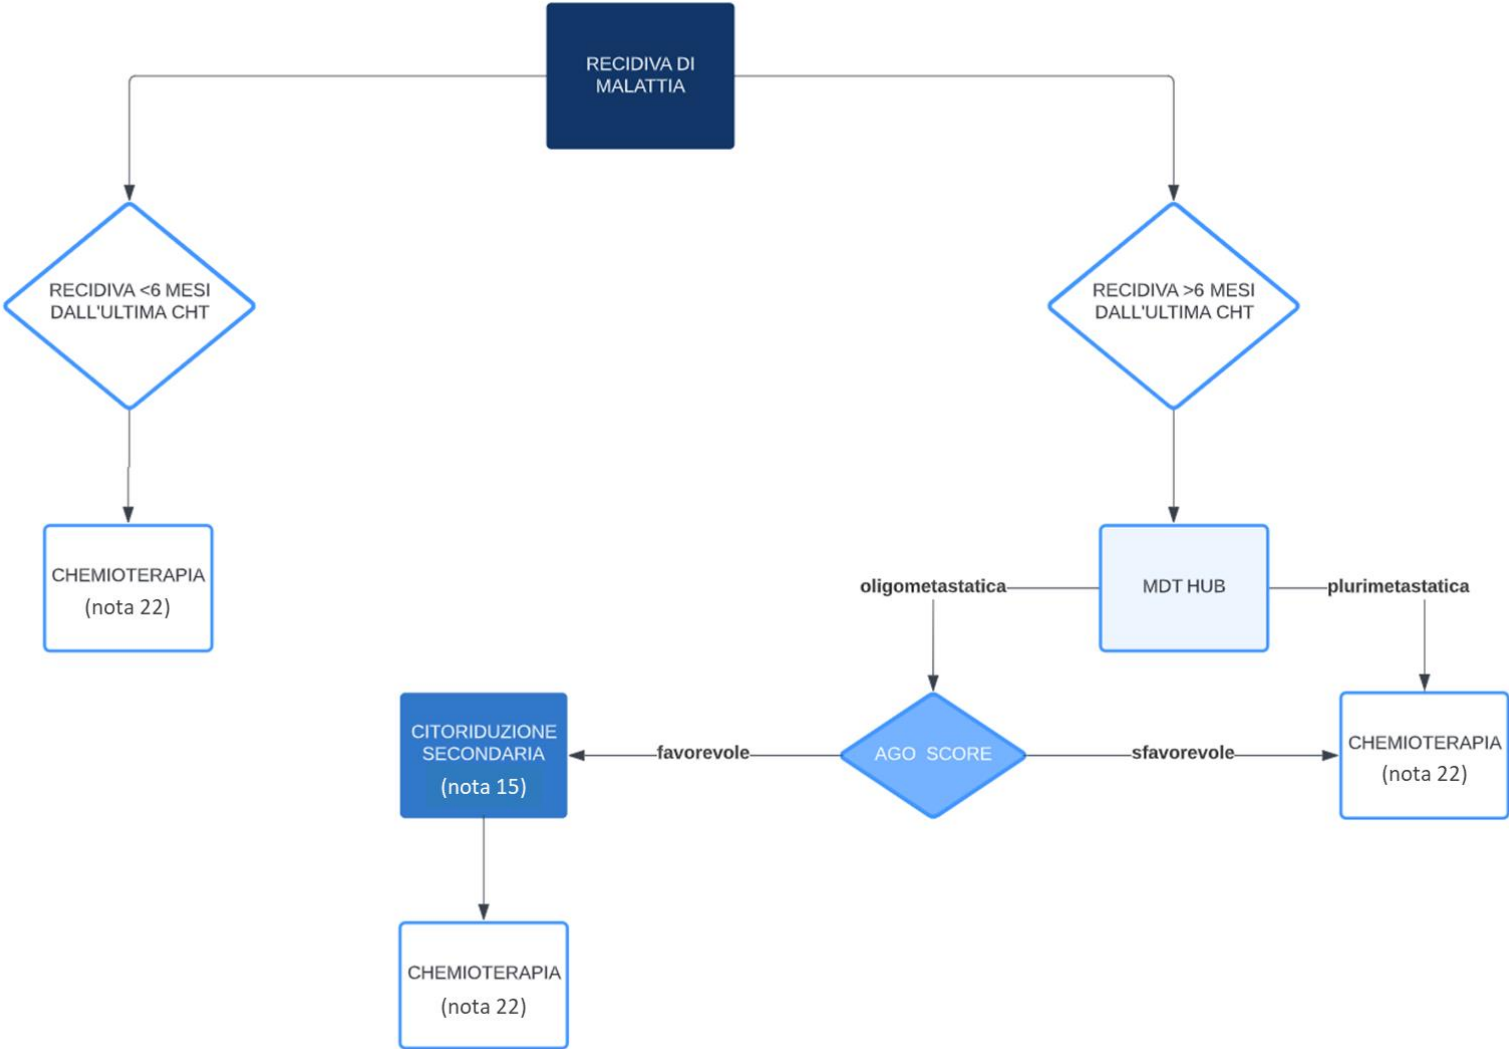 RECIDIVA DI
MALATTIA
RECIDIVA <6 MESI
DALL'ULTIMA CHT
RECIDIVA >6 MESI
DALL'ULTIMA CHT
CHEMIOTERAPIA
(nota 22)
oligometastatica
MDT HUB
plurimetastatica
CITORIDUZIONE
SECONDARIA
(nota 15)
favorevole
AGO SCORE
sfavorevole
CHEMIOTERAPIA
(nota 22)
CHEMIOTERAPIA
(nota 22)